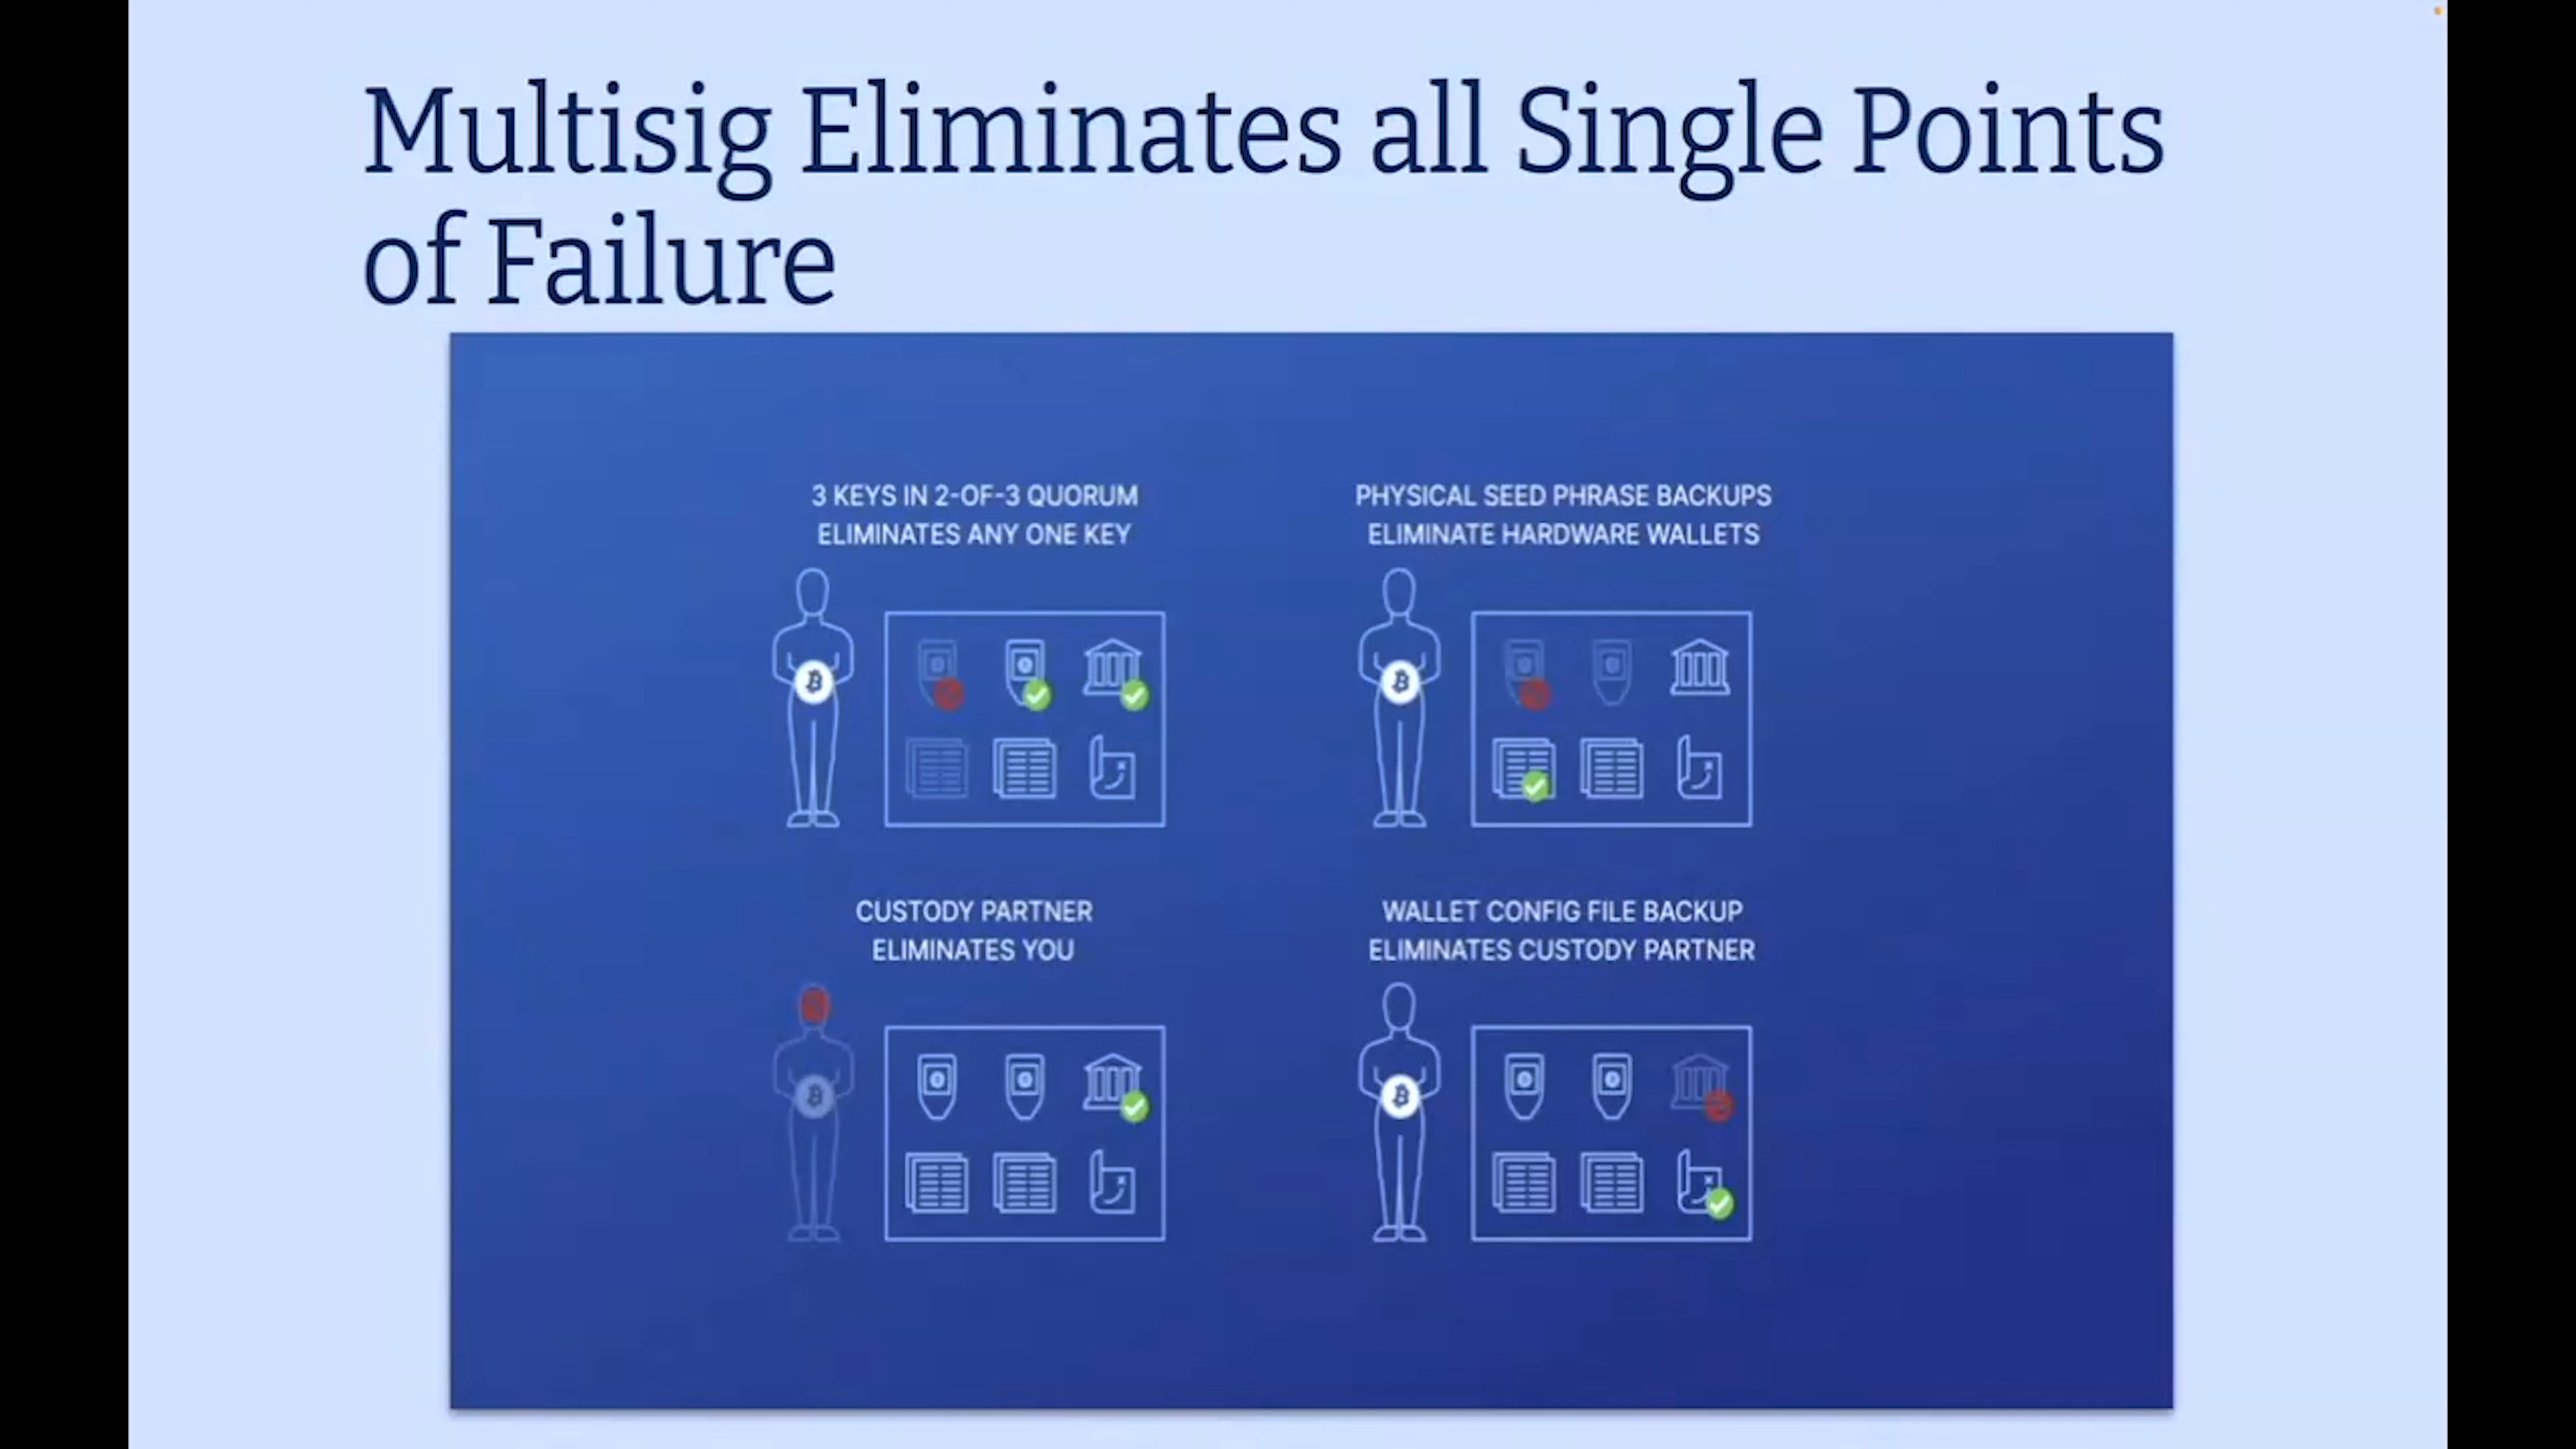 Multisig Eliminates all Single Points
of Failure
3 KEYS IN 2-OF-3 QUORUM
ELIMINATES ANY ONE KEY
PHYSICAL SEED PHRASE BACKUPS
ELIMINATE HARDWARE WALLETS
CUSTODY PARTNER
ELIMINATES YOU
WALLET CONFIG FILE BACKUP
ELIMINATES CUSTODY PARTNER